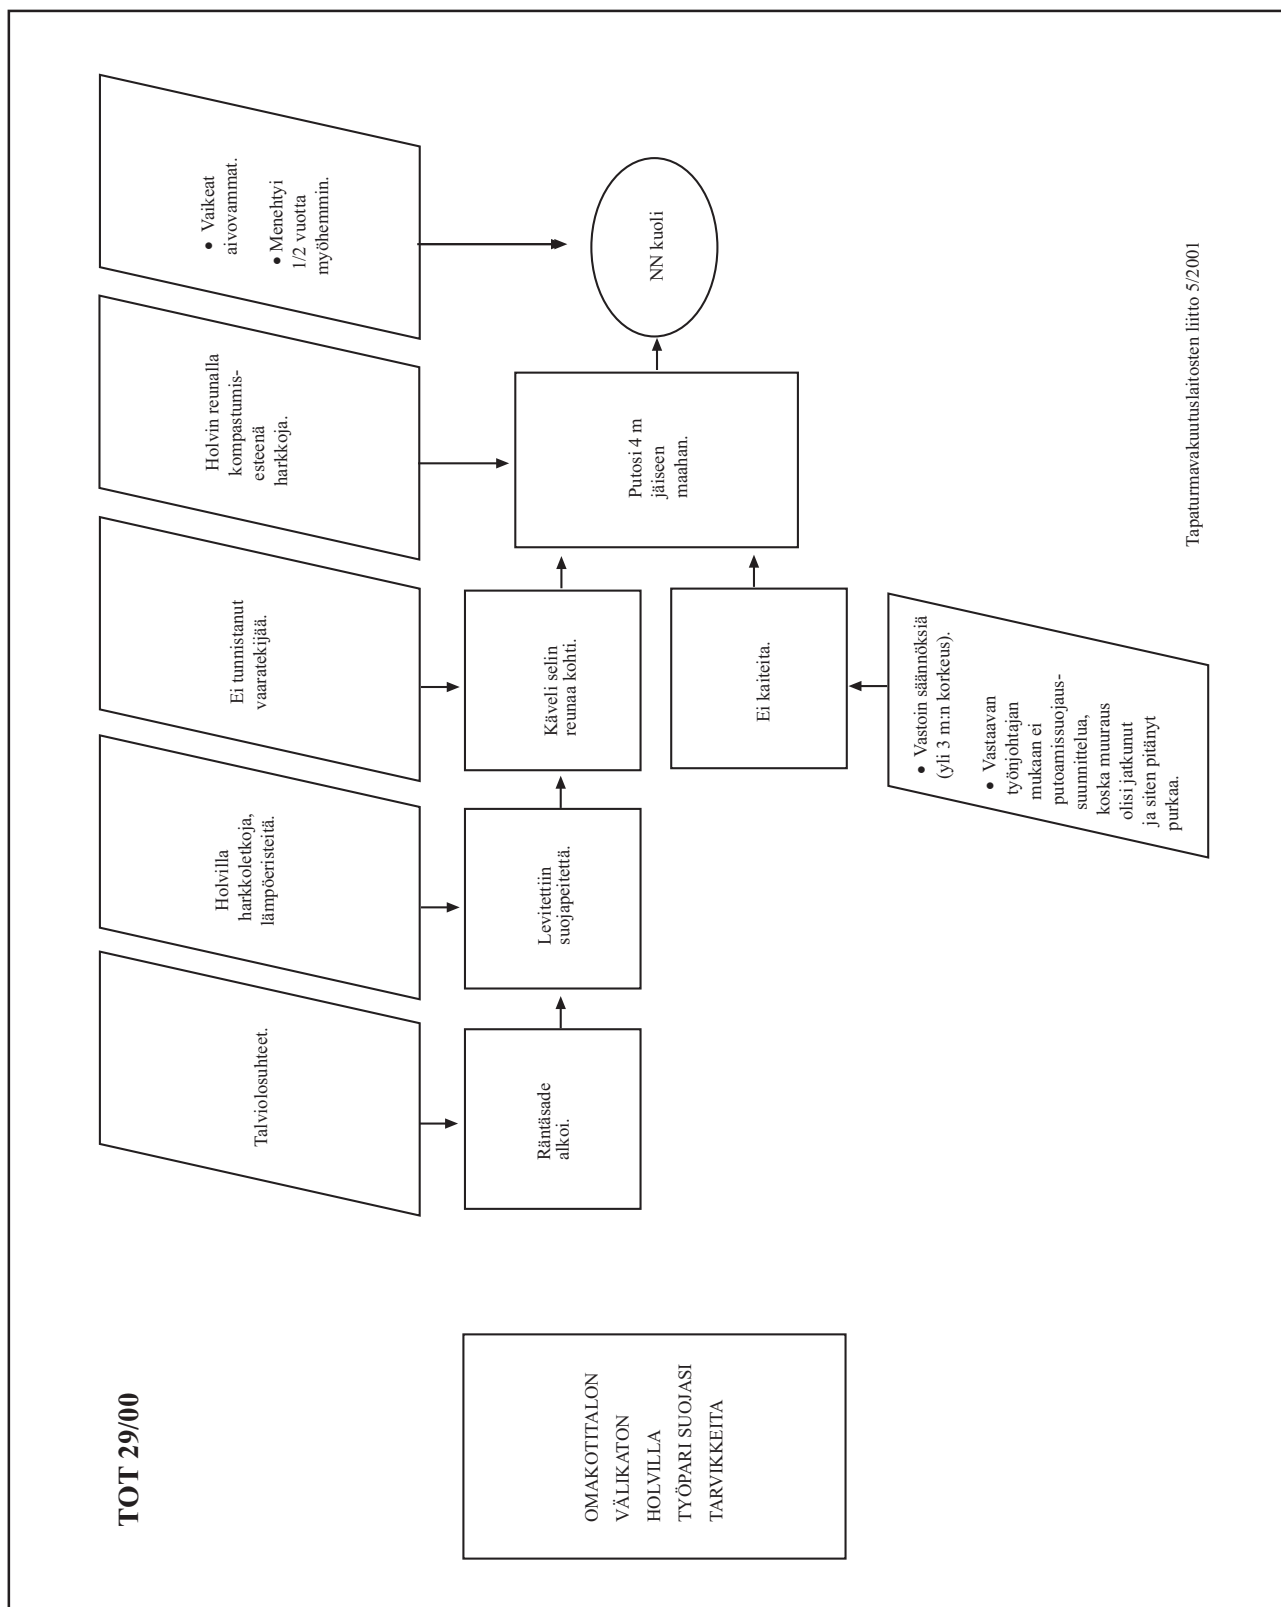 TOT 29/00
OMAKOTITALON
VÄLIKATON
HOLVILLA
TYÖPARI SUOJASI
TARVIKKEITA
Talviolosuhteet.
Holvilla
harkkoletkoja,
lämpöeristeitä.
Ei tunnistanut
vaaratekijää.
Holvin reunalla
kompastumis-
esteenä
harkkoja.
• Vaikeat
aivovammat.
• Menehtyi
1/2 vuotta
myöhemmin.
Räntäsade
alkoi.
Levitettiin
suojapeitettä.
Käveli selin
reunaa kohti.
Putosi 4 m
jäiseen
maahan.
NN kuoli
Ei kaiteita.
• Vastoin säännöksiä
(yli 3 m:n korkeus).
• Vastaavan
työnjohtajan
mukaan ei
putoamissuojaus-
suunnittelua,
koska muuraus
olisi jatkunut
ja siten pitänyt
purkaa.
Tapaturmavakuutuslaitosten liitto 5/2001